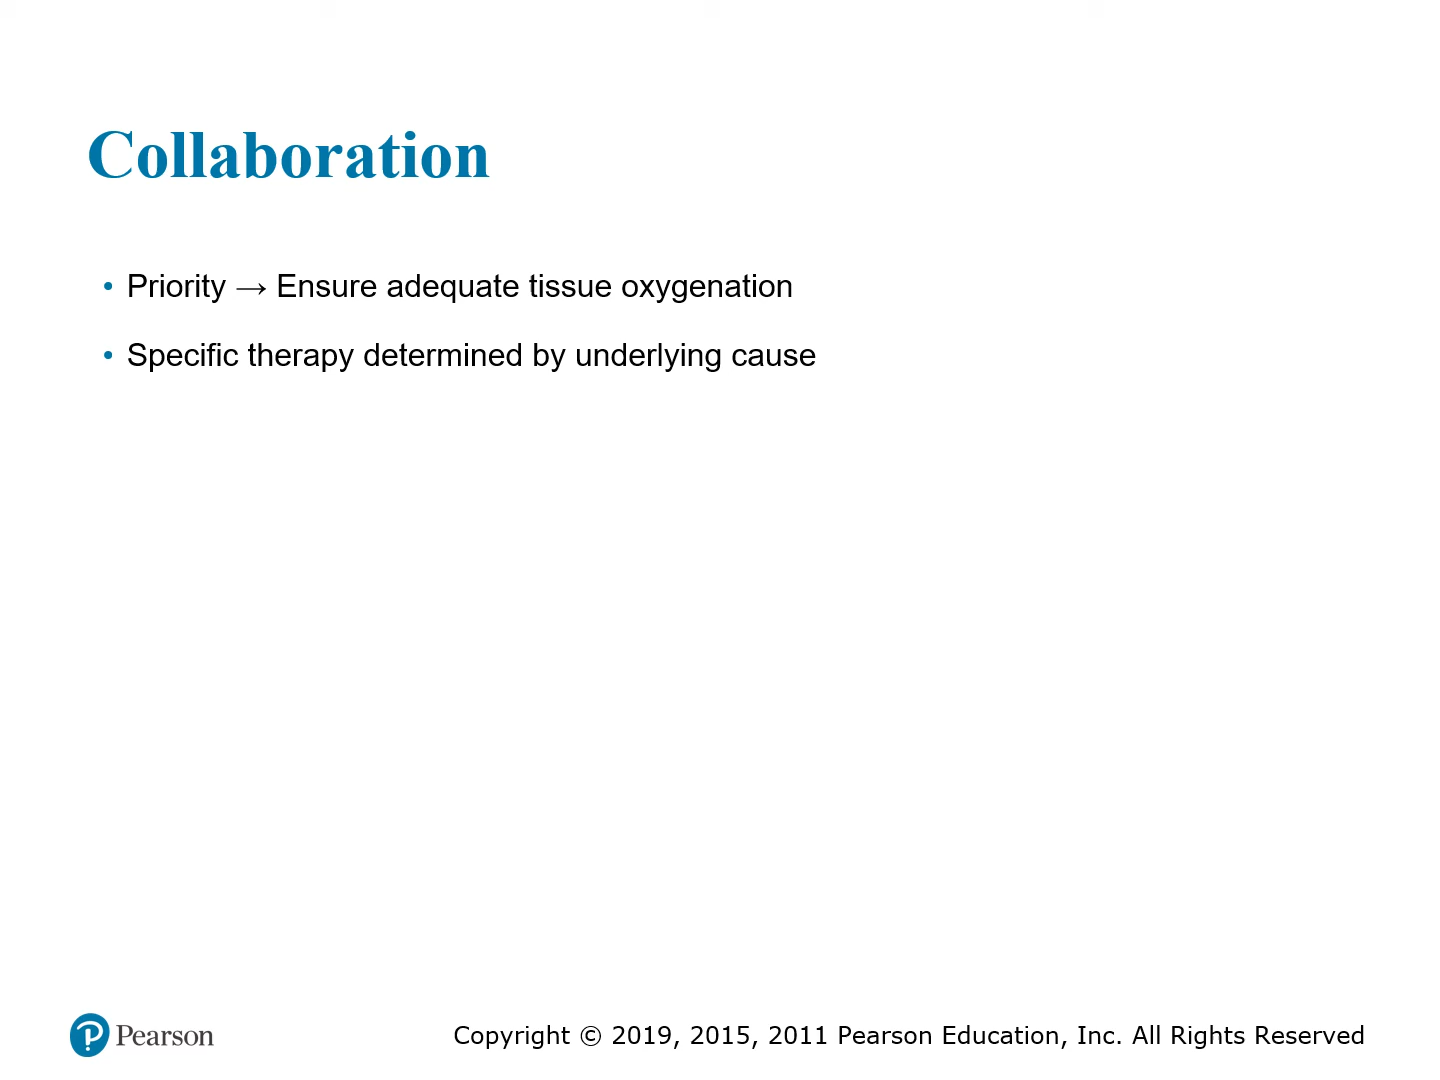 Collaboration
• Priority → Ensure adequate tissue oxygenation
• Specific therapy determined by underlying cause
Pearson
Copyright © 2019, 2015, 2011 Pearson Education, Inc. All Rights Reserved